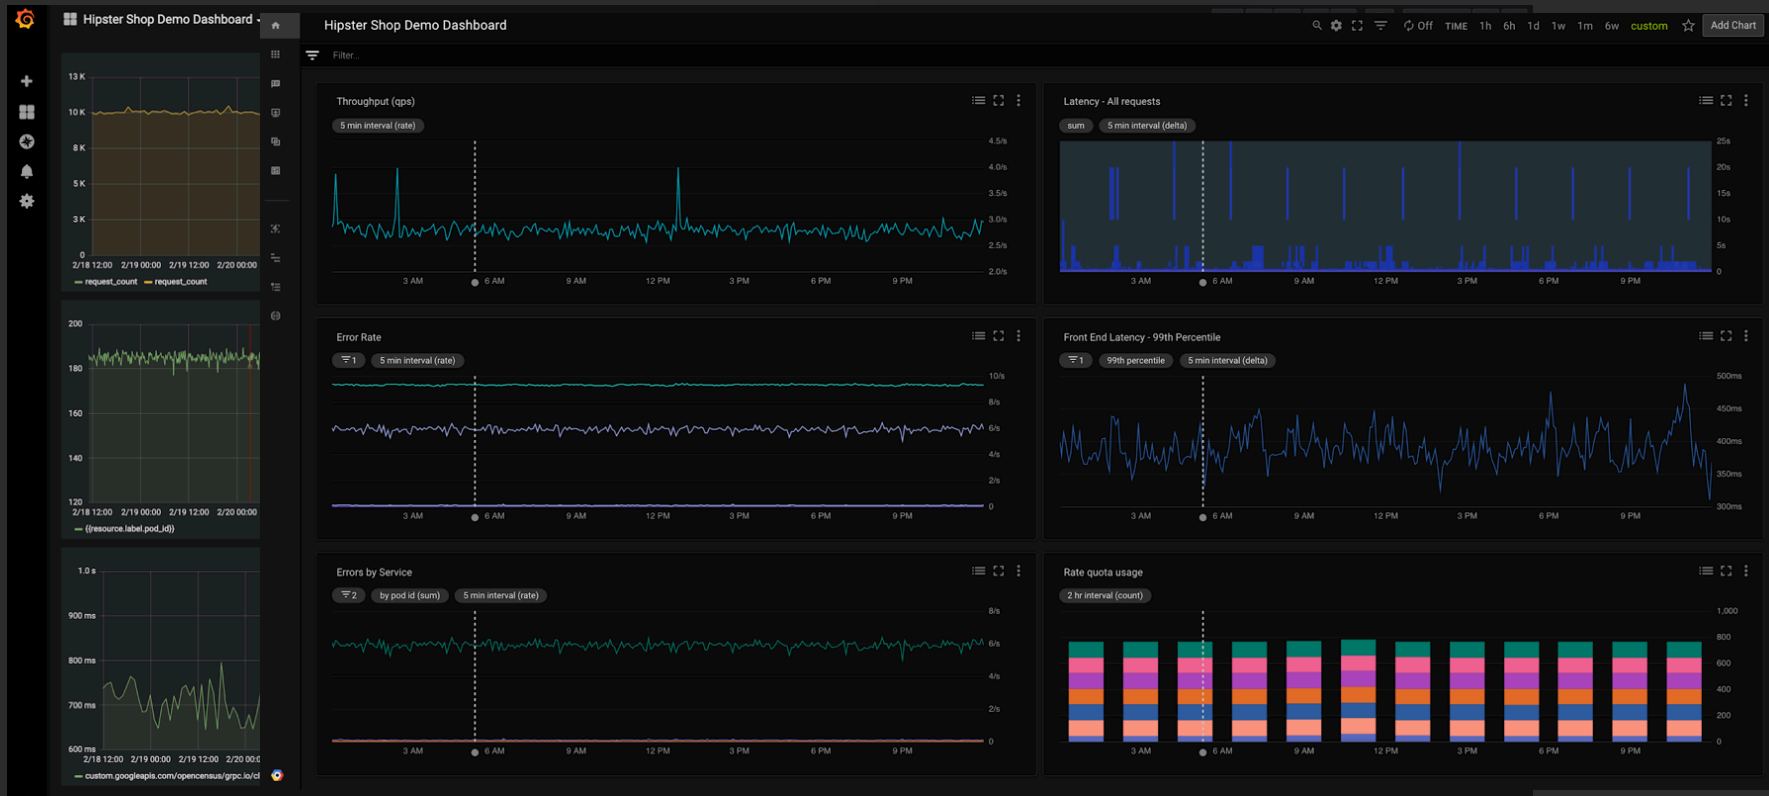 Hipster Shop Demo Dashboard
13 K
10 K
8 K
5 K
3 K
0
2/18 12:00 2/19 00:00 2/19 12:00 2/20 00:00
request_count request_count
200
180
160
140
120
2/18 12:00 2/19 00:00 2/19 12:00 2/20 00:00
{{resource.label.pod_id}}
1.0 s
900 ms
800 ms
700 ms
600 ms
2/18 12:00 2/19 00:00 2/19 12:00 2/20 00:0
custom.googleapis.com/opencensus/grpc.io/cl
Hipster Shop Demo Dashboard
Off TIME 1h 6h 1d 1w 1m 6w custom Add Chart
Filter...
Throughput (qps)
5 min interval (rate)
4.5/s
4.0/s
3.5/s
3.0/s
2.5/s
2.0/s
3 AM 6 AM 9 AM 12 PM 3 PM 6 PM 9 PM
Latency - All requests
sum 5 min interval (delta)
25s
20s
15s
10s
5s
0
3 AM 6 AM 9 AM 12 PM 3 PM 6 PM 9 PM
Error Rate
1 5 min interval (rate)
10/s
8/s
6/s
4/s
2/s
0
3 AM 6 AM 9 AM 12 PM 3 PM 6 PM 9 PM
Front End Latency - 99th Percentile
1 99th percentile 5 min interval (delta)
500ms
450ms
400ms
350ms
300ms
3 AM 6 AM 9 AM 12 PM 3 PM 6 PM 9 PM
Errors by Service
2 by pod id (sum) 5 min interval (rate)
8/s
6/s
4/s
2/s
0
3 AM 6 AM 9 AM 12 PM 3 PM 6 PM 9 PM
Rate quota usage
2 hr interval (count)
1,000
800
600
400
200
0
3 AM 6 AM 9 AM 12 PM 3 PM 6 PM 9 PM